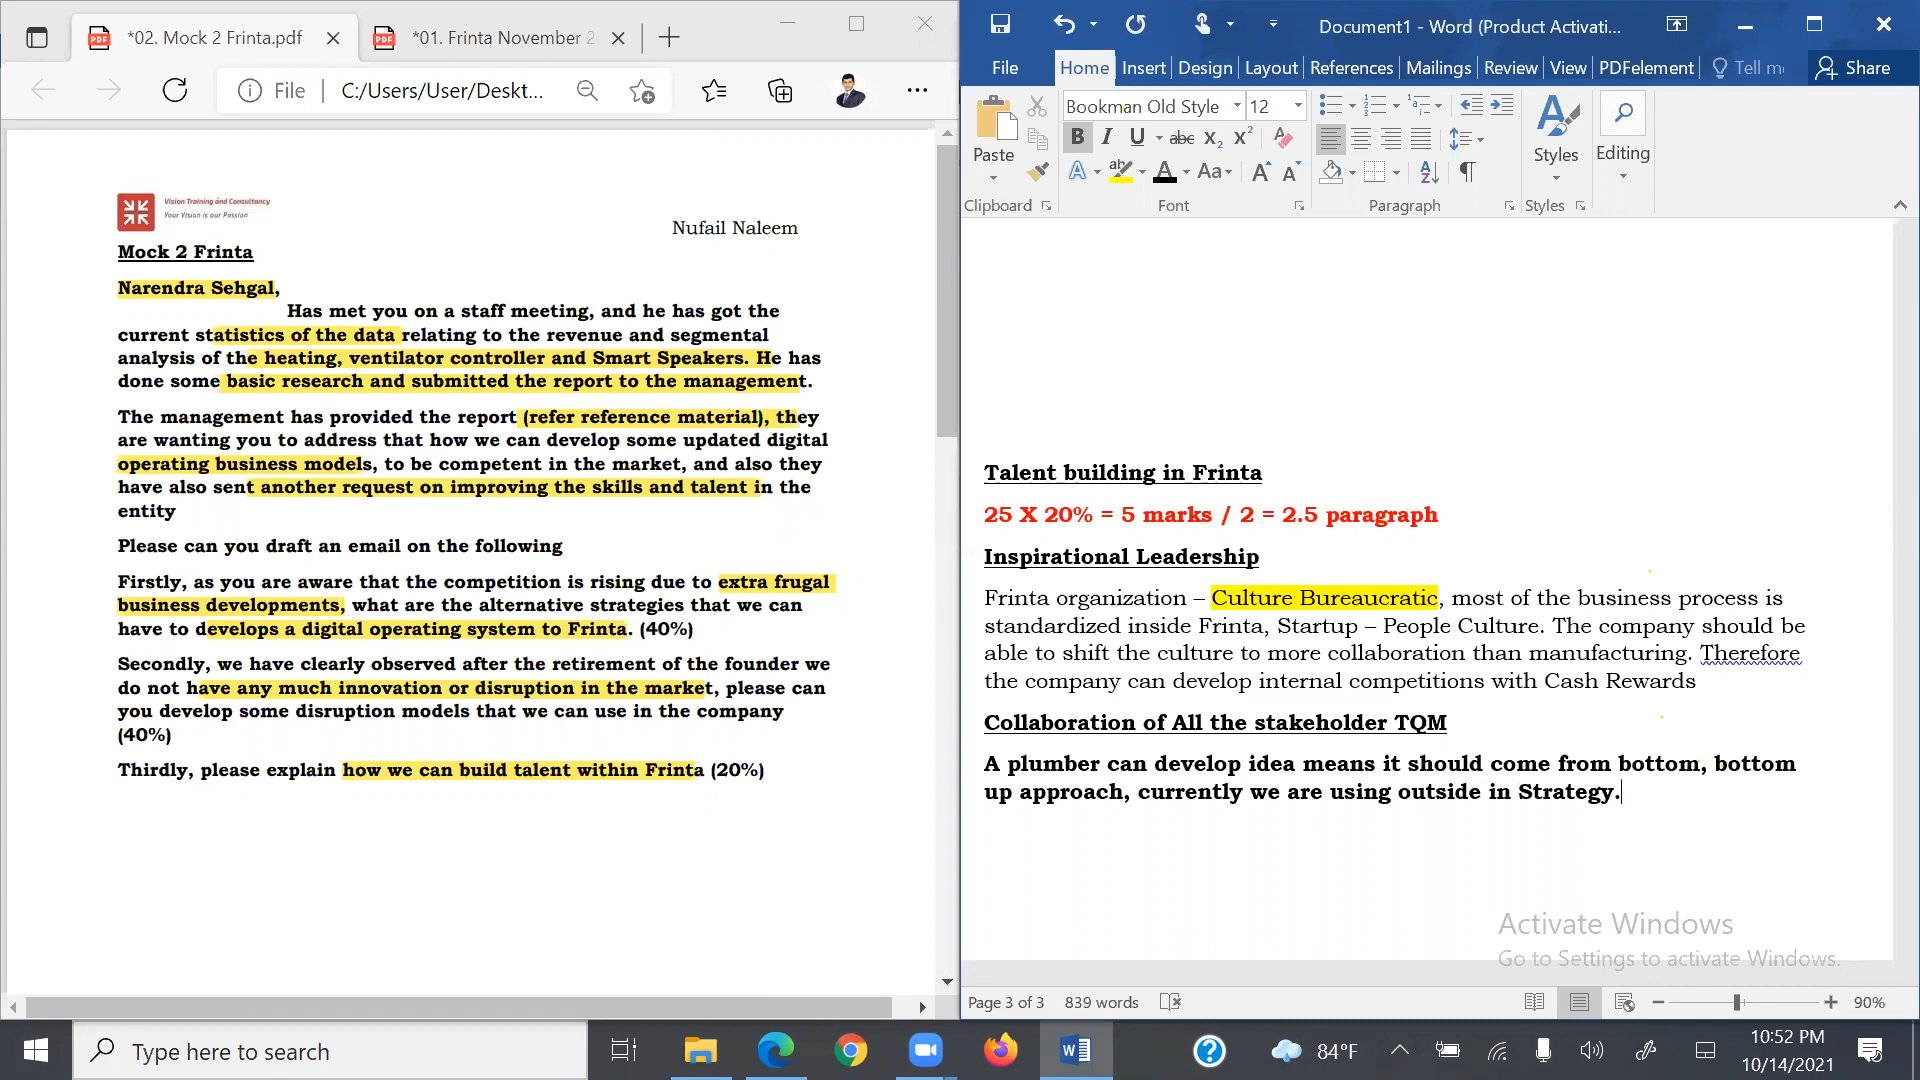 *02. Mock 2 Frinta.pdf
*01. Frinta November 2
File
C:/Users/User/Deskt...
Vision Training and Consultancy
Your Vision is our Passion
Nufail Naleem
Mock 2 Frinta
Narendra Sehgal,
Has met you on a staff meeting, and he has got the
current statistics of the data relating to the revenue and segmental
analysis of the heating, ventilator controller and Smart Speakers. He has
done some basic research and submitted the report to the management.
The management has provided the report (refer reference material), they
are wanting you to address that how we can develop some updated digital
operating business models, to be competent in the market, and also they
have also sent another request on improving the skills and talent in the
entity
Please can you draft an email on the following
Firstly, as you are aware that the competition is rising due to extra frugal
business developments, what are the alternative strategies that we can
have to develops a digital operating system to Frinta. (40%)
Secondly, we have clearly observed after the retirement of the founder we
do not have any much innovation or disruption in the market, please can
you develop some disruption models that we can use in the company
(40%)
Thirdly, please explain how we can build talent within Frinta (20%)
Document1 - Word (Product Activati...
File Home Insert Design Layout References Mailings Review View PDFelement Tell m Share
Bookman Old Style 12
Paste
Styles
Editing
Clipboard Font Paragraph Styles
Talent building in Frinta
25 X 20% = 5 marks / 2 = 2.5 paragraph
Inspirational Leadership
Frinta organization – Culture Bureaucratic, most of the business process is
standardized inside Frinta, Startup – People Culture. The company should be
able to shift the culture to more collaboration than manufacturing. Therefore
the company can develop internal competitions with Cash Rewards
Collaboration of All the stakeholder TQM
A plumber can develop idea means it should come from bottom, bottom
up approach, currently we are using outside in Strategy.
Activate Windows
Go to Settings to activate Windows.
Page 3 of 3 839 words
90%
Type here to search
84°F
10:52 PM
10/14/2021